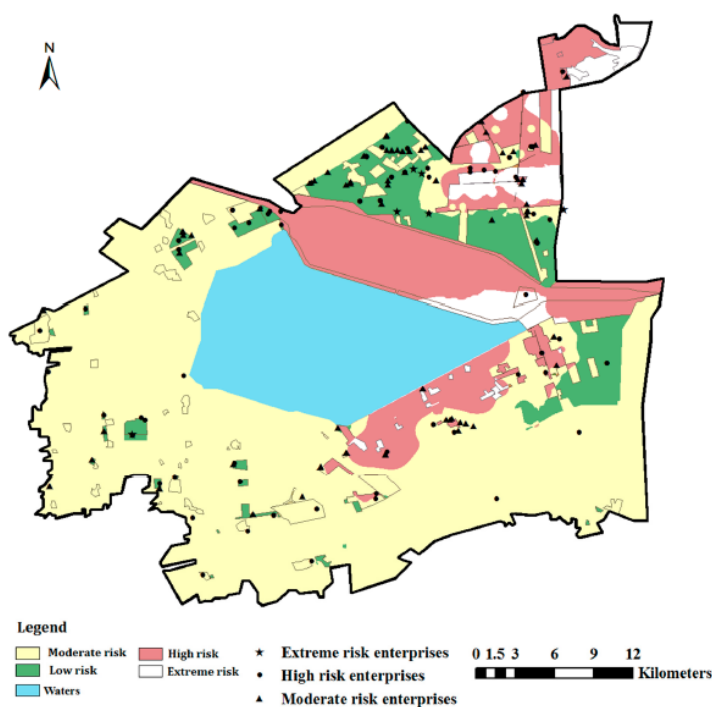 N
Legend
Moderate risk
High risk
Extreme risk enterprises
0 1.5 3 6 9 12
Low risk
Extreme risk
High risk enterprises
Kilometers
Waters
Moderate risk enterprises